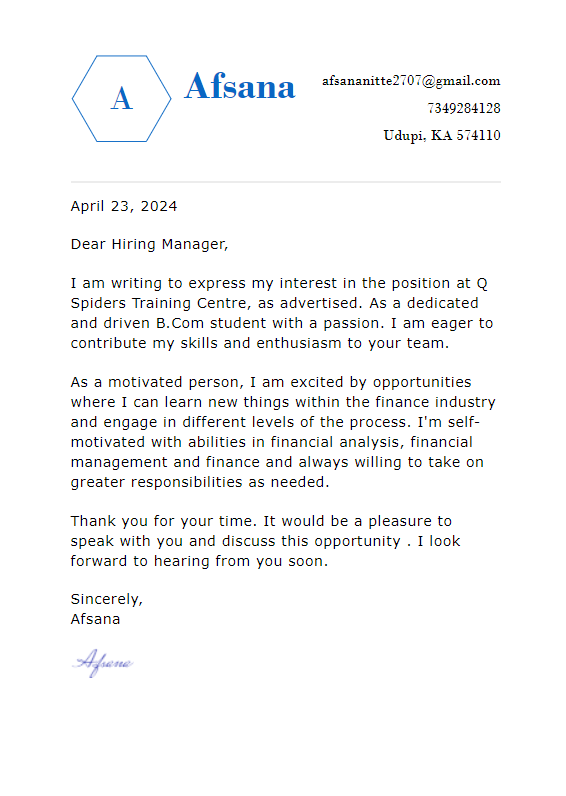 A
Afsana
afsananitte2707@gmail.com
7349284128
Udupi, KA 574110
April 23, 2024
Dear Hiring Manager,
I am writing to express my interest in the position at Q
Spiders Training Centre, as advertised. As a dedicated
and driven B.Com student with a passion. I am eager to
contribute my skills and enthusiasm to your team.
As a motivated person, I am excited by opportunities
where I can learn new things within the finance industry
and engage in different levels of the process. I'm self-
motivated with abilities in financial analysis, financial
management and finance and always willing to take on
greater responsibilities as needed.
Thank you for your time. It would be a pleasure to
speak with you and discuss this opportunity . I look
forward to hearing from you soon.
Sincerely,
Afsana
Afsana